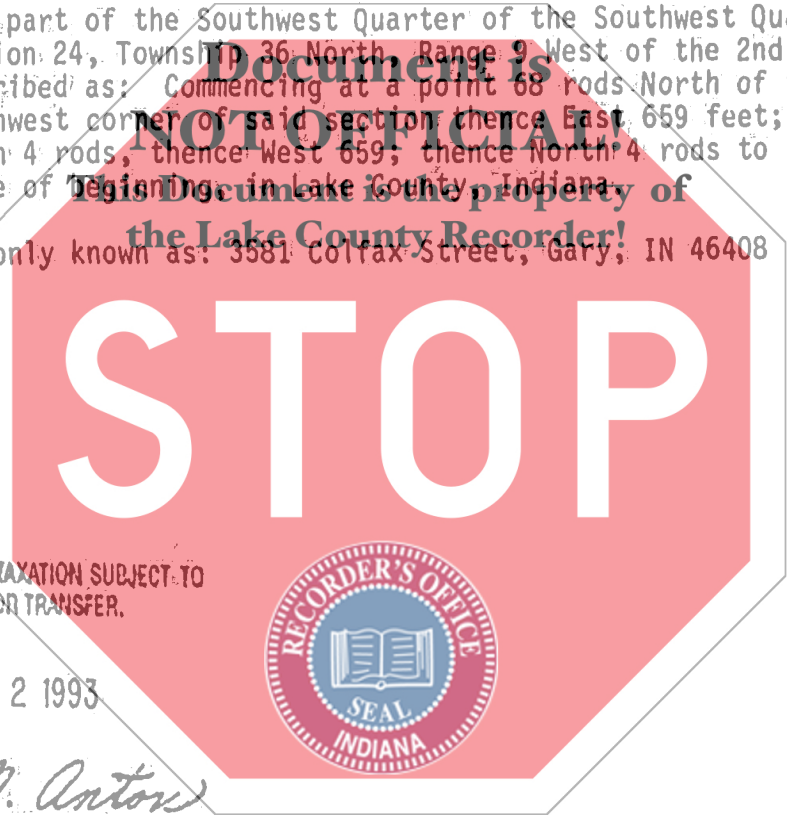 part of the Southwest Quarter of the Southwest Qua
ion 24, Township 36 North, Range 9 West of the 2nd
Document is
ribed as: Commencing at a point 68 rods North of
hwest corner of said section thence East 659 feet;
NOT OFFICIAL!
h 4 rods, thence West 659, thence North 4 rods to
e of Beginning, in Lake County, Indiana.
This Document is the property of
the Lake County Recorder!
only known as: 3581 Colfax Street, Gary, IN 46408
STOP
AXATION SUBJECT TO
OR TRANSFER.
2 1993
Anton
RECORDER'S OFFICE
SEAL
INDIANA